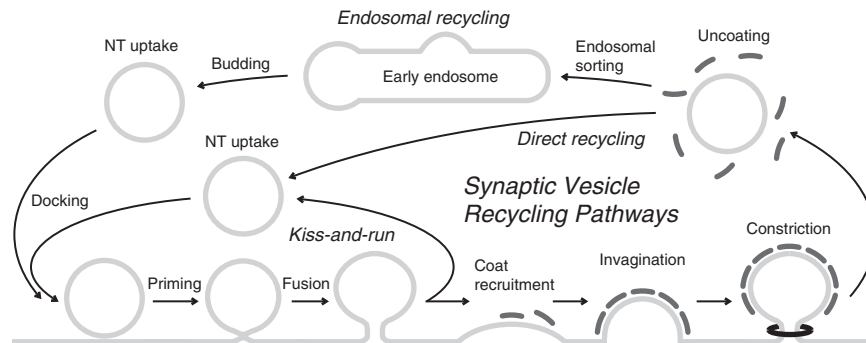 Endosomal recycling
NT uptake
Budding
Early endosome
Endosomal
sorting
Uncoating
NT uptake
Direct recycling
Docking
Synaptic Vesicle
Recycling Pathways
Kiss-and-run
Priming
Fusion
Coat
recruitment
Invagination
Constriction